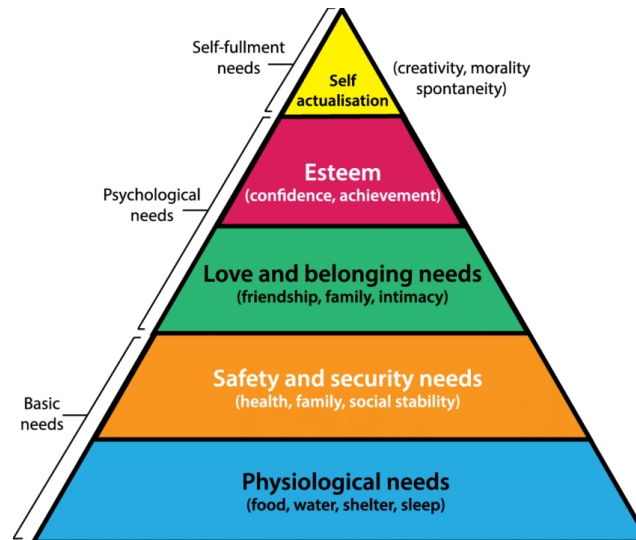 Self-fullment
needs
Self
actualisation
(creativity, morality
spontaneity)
Psychological
needs
Esteem
(confidence, achievement)
Love and belonging needs
(friendship, family, intimacy)
Basic
needs
Safety and security needs
(health, family, social stability)
Physiological needs
(food, water, shelter, sleep)